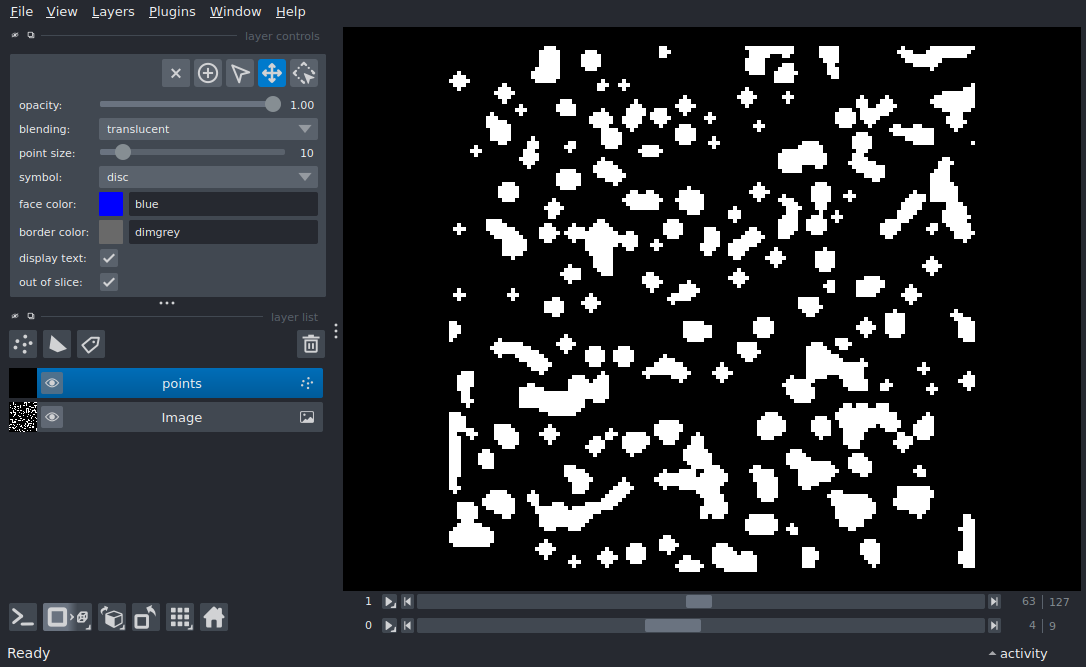 File View Layers Plugins Window Help
layer controls
opacity: 1.00
blending: translucent
point size: 10
symbol: disc
face color: blue
border color: dimgrey
display text:
out of slice:
layer list
points
Image
1 63 | 127
0 4 | 9
Ready activity